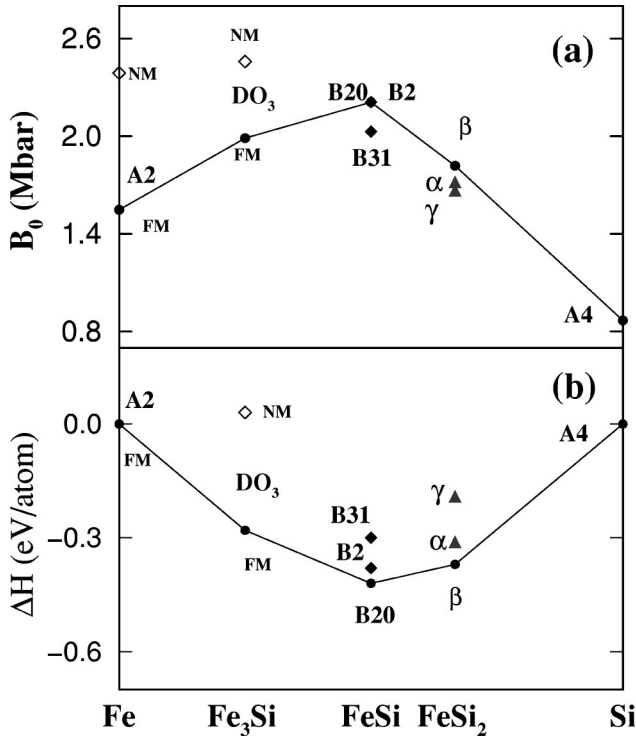 2.6
NM
(a)
NM
DO3
B20 B2
2.0
FM
B31
β
A2
α
γ
FM
1.4
A4
0.8
B0 (Mbar)
A2
(b)
0.0
NM
A4
FM
DO3
γ
B31
−0.3
B2
α
FM
B20
β
−0.6
ΔH (eV/atom)
Fe Fe3Si FeSi FeSi2 Si